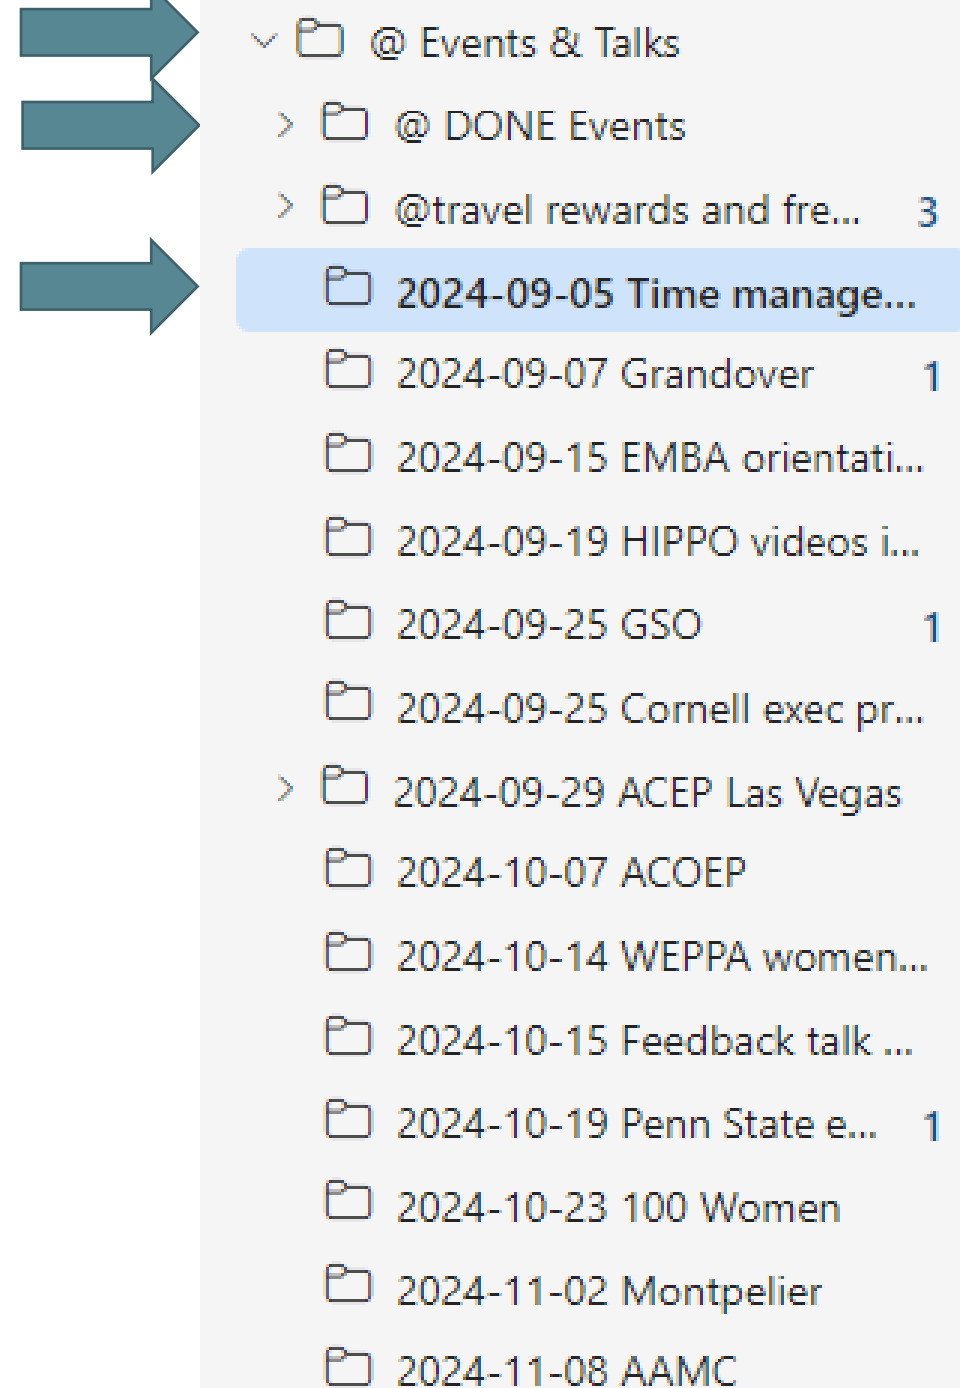 @ Events & Talks
@ DONE Events
@travel rewards and fre... 3
2024-09-05 Time manage...
2024-09-07 Grandover 1
2024-09-15 EMBA orientati...
2024-09-19 HIPPO videos i...
2024-09-25 GSO 1
2024-09-25 Cornell exec pr...
2024-09-29 ACEP Las Vegas
2024-10-07 ACOEP
2024-10-14 WEPPA women...
2024-10-15 Feedback talk ...
2024-10-19 Penn State e... 1
2024-10-23 100 Women
2024-11-02 Montpelier
2024-11-08 AAMC